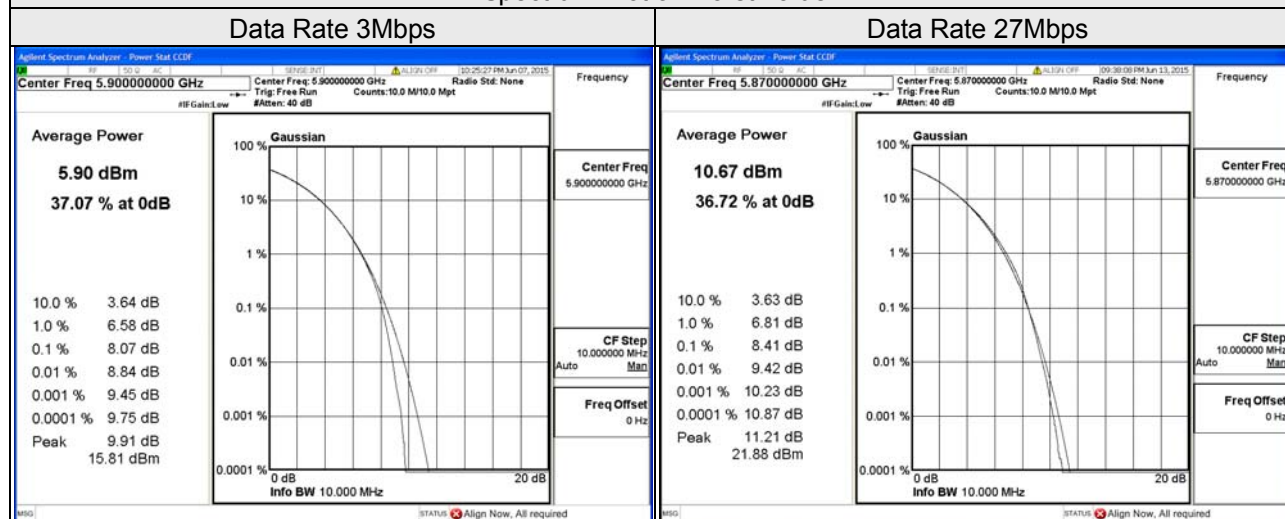 Data Rate 3Mbps
Agilent Spectrum Analyzer - Power Stat CCDF
RF 50 Ω AC SENSE:INT ALIGN OFF 10:25:27 PM Jun 07, 2015
Center Freq 5.900000000 GHz
Center Freq: 5.900000000 GHz Radio Std: None
Trig: Free Run Counts:10.0 M/10.0 Mpt
#IFGain:Low #Atten: 40 dB
Frequency
Average Power
5.90 dBm
37.07 % at 0dB
10.0 % 3.64 dB
1.0 % 6.58 dB
0.1 % 8.07 dB
0.01 % 8.84 dB
0.001 % 9.45 dB
0.0001 % 9.75 dB
Peak 9.91 dB
15.81 dBm
Gaussian
100 %
10 %
1 %
0.1 %
0.01 %
0.001 %
0.0001 %
0 dB 20 dB
Info BW 10.000 MHz
Center Freq
5.900000000 GHz
CF Step
10.000000 MHz
Auto Man
Freq Offset
0 Hz
MSG STATUS Align Now, All required
Data Rate 27Mbps
Agilent Spectrum Analyzer - Power Stat CCDF
RF 50 Ω AC SENSE:INT ALIGN OFF 09:38:08 PM Jun 13, 2015
Center Freq 5.870000000 GHz
Center Freq: 5.870000000 GHz Radio Std: None
Trig: Free Run Counts:10.0 M/10.0 Mpt
#IFGain:Low #Atten: 40 dB
Frequency
Average Power
10.67 dBm
36.72 % at 0dB
10.0 % 3.63 dB
1.0 % 6.81 dB
0.1 % 8.41 dB
0.01 % 9.42 dB
0.001 % 10.23 dB
0.0001 % 10.87 dB
Peak 11.21 dB
21.88 dBm
Gaussian
100 %
10 %
1 %
0.1 %
0.01 %
0.001 %
0.0001 %
0 dB 20 dB
Info BW 10.000 MHz
Center Freq
5.870000000 GHz
CF Step
10.000000 MHz
Auto Man
Freq Offset
0 Hz
MSG STATUS Align Now, All required